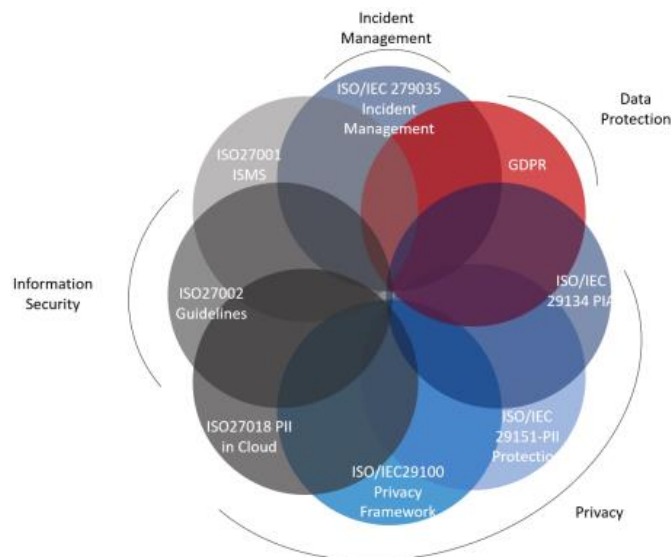 Incident
Management
ISO/IEC 279035
Incident
Management
Data
Protection
ISO27001
ISMS
GDPR
Information
Security
ISO27002
Guidelines
ISO/IEC
29134 PIA
ISO27018 PII
in Cloud
ISO/IEC
29151-PII
Protection
ISO/IEC29100
Privacy
Framework
Privacy